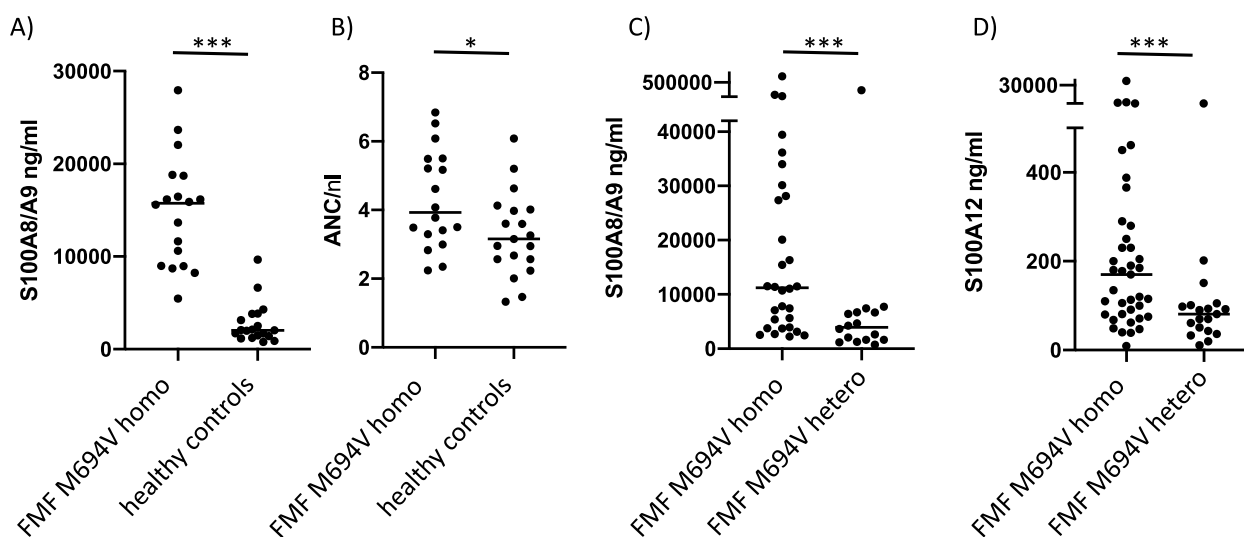 A)
***
S100A8/A9 ng/ml
30000
20000
10000
0
FMF M694V homo
healthy controls
B)
*
ANC/nl
8
6
4
2
0
FMF M694V homo
healthy controls
C)
***
S100A8/A9 ng/ml
500000
40000
30000
20000
10000
0
FMF M694V homo
FMF M694V hetero
D)
***
S100A12 ng/ml
30000
400
200
0
FMF M694V homo
FMF M694V hetero